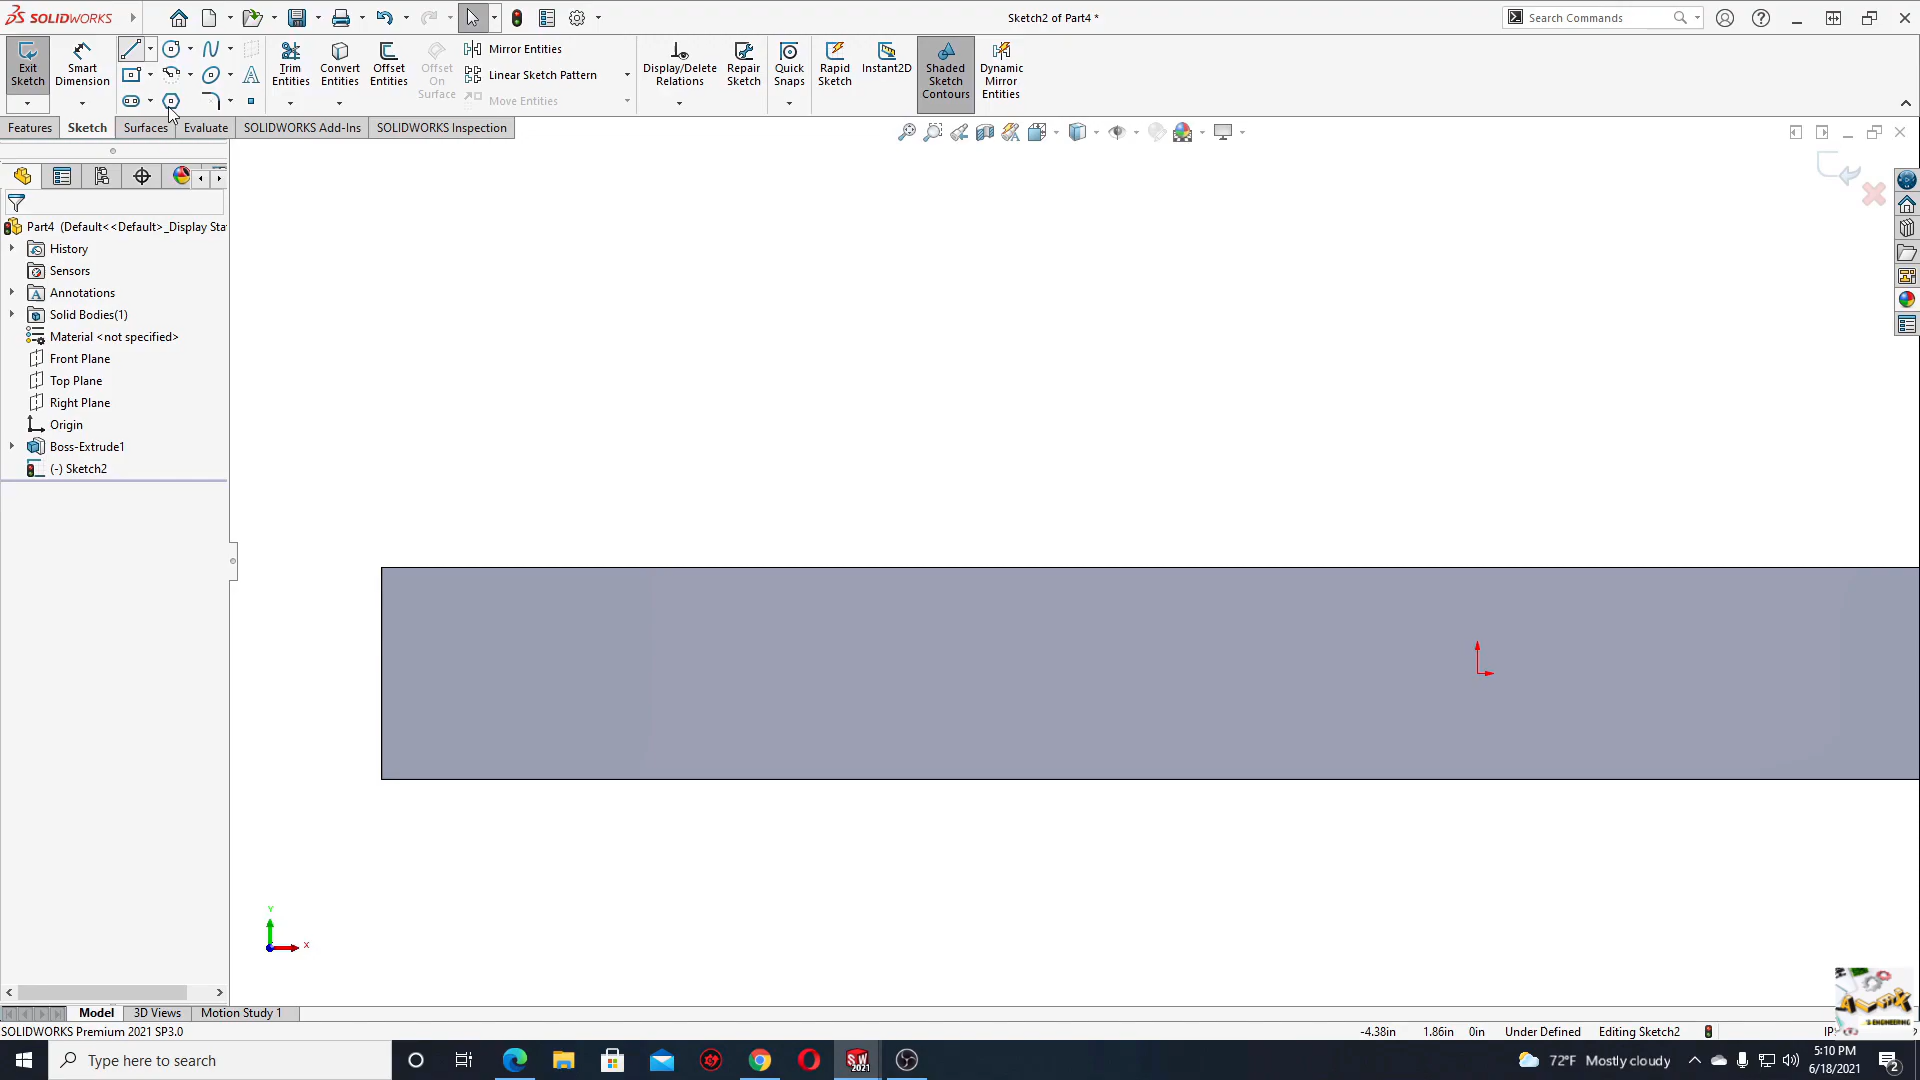 SOLIDWORKS
Sketch2 of Part4 *
Search Commands
Exit Sketch
Smart Dimension
Trim Entities
Convert Entities
Offset Entities
Offset On Surface
Mirror Entities
Linear Sketch Pattern
Move Entities
Display/Delete Relations
Repair Sketch
Quick Snaps
Rapid Sketch
Instant2D
Shaded Sketch Contours
Dynamic Mirror Entities
Features
Sketch
Surfaces
Evaluate
SOLIDWORKS Add-Ins
SOLIDWORKS Inspection
Part4 (Default<<Default>_Display Sta
History
Sensors
Annotations
Solid Bodies(1)
Material <not specified>
Front Plane
Top Plane
Right Plane
Origin
Boss-Extrude1
(-) Sketch2
Y
X
Model
3D Views
Motion Study 1
SOLIDWORKS Premium 2021 SP3.0
-4.38in
1.86in
0in
Under Defined
Editing Sketch2
Type here to search
SW
2021
72°F Mostly cloudy
5:10 PM
6/18/2021
2